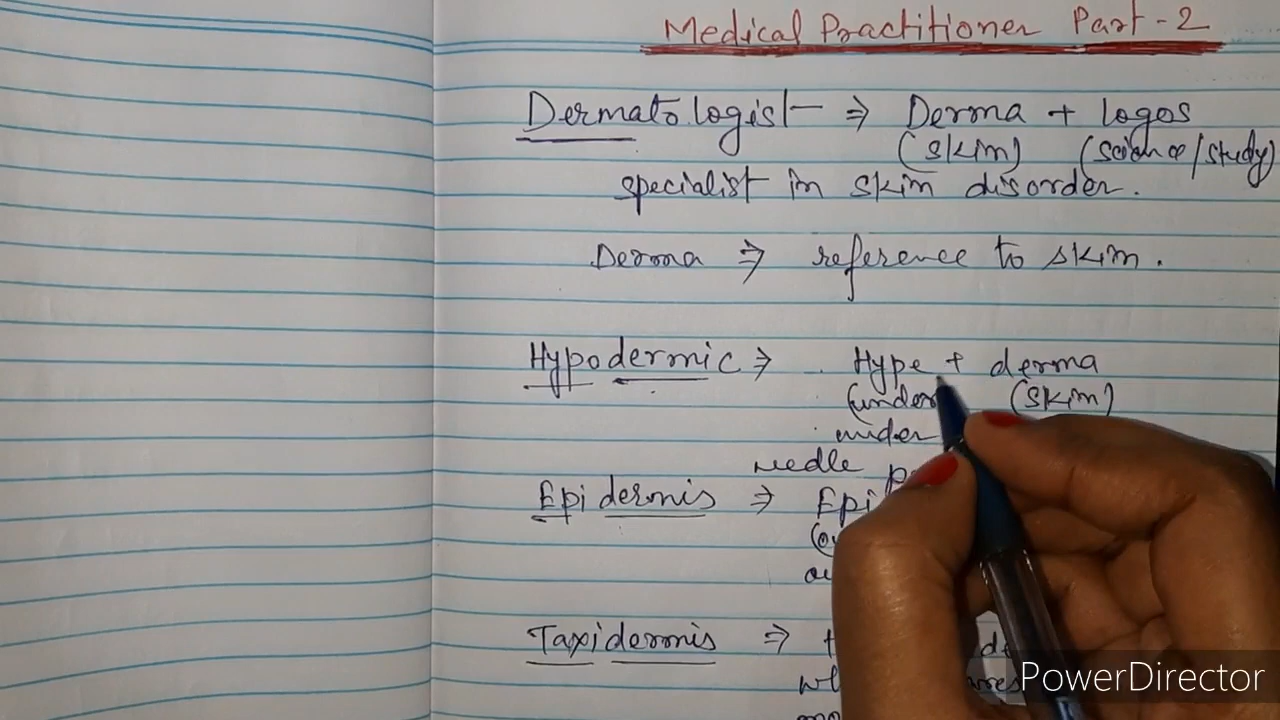 Medical Practitioner Part - 2
Dermatologist ⇒ Derma + logos
(skin) (science/study)
specialist in skin disorder.
Derma ⇒ reference to skin.
Hypodermic ⇒ Hype + derma
(under (skin)
under
needle
Epidermis ⇒ Epi
Taxidermis ⇒
PowerDirector